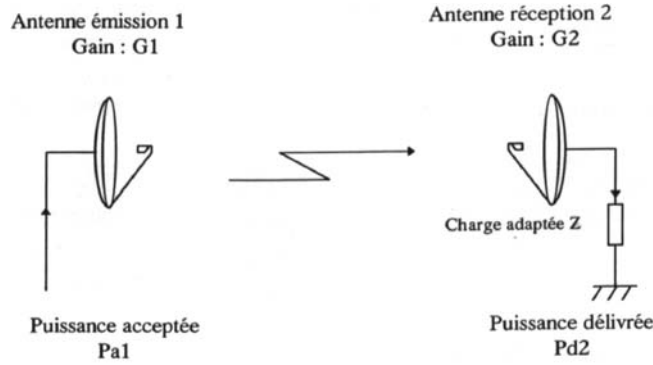 Antenne émission 1
Gain : G1
Antenne réception 2
Gain : G2
Charge adaptée Z
Puissance acceptée
Pa1
Puissance délivrée
Pd2